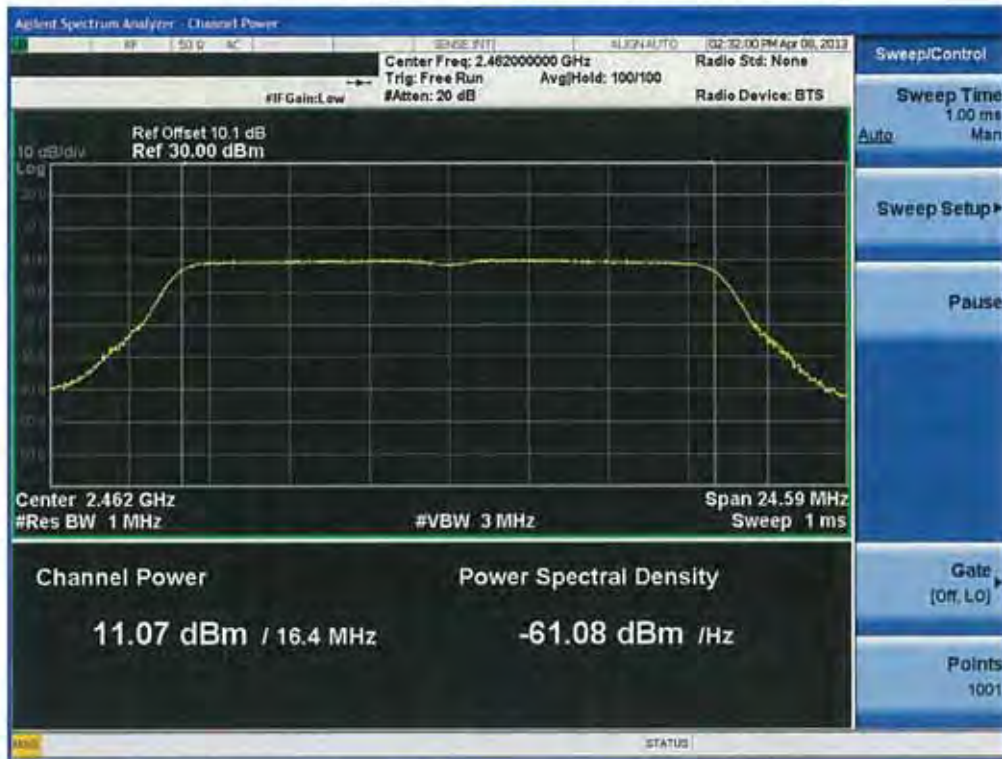 Agilent Spectrum Analyzer - Channel Power
RF 50 Ω AC SENSE:INT ALIGN AUTO 02:32:00 PM Apr 08, 2013
Center Freq: 2.462000000 GHz Radio Std: None
Trig: Free Run Avg|Hold: 100/100
#IFGain:Low #Atten: 20 dB Radio Device: BTS
Ref Offset 10.1 dB
10 dB/div Ref 30.00 dBm
Log
Center 2.462 GHz Span 24.59 MHz
#Res BW 1 MHz #VBW 3 MHz Sweep 1 ms
Channel Power Power Spectral Density
11.07 dBm / 16.4 MHz -61.08 dBm /Hz
MSG STATUS
Sweep/Control
Sweep Time
1.00 ms
Auto Man
Sweep Setup
Pause
Gate
[Off, LO]
Points
1001